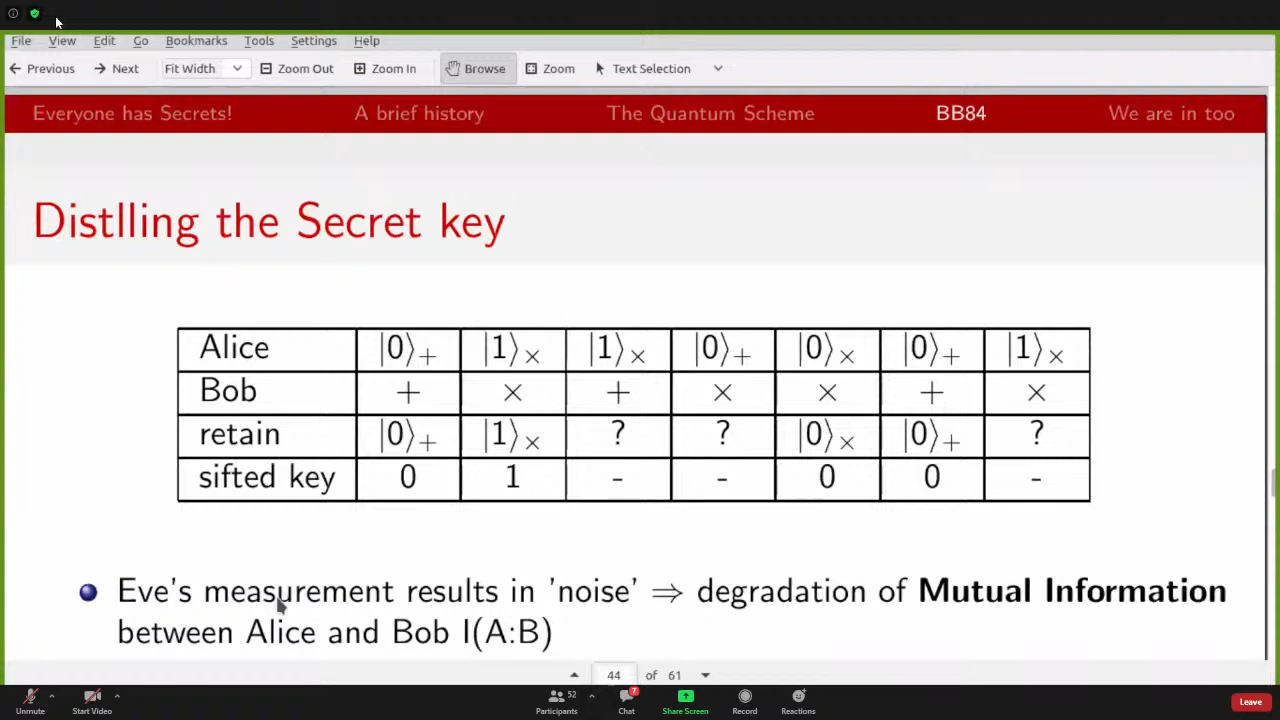 File View Edit Go Bookmarks Tools Settings Help
Previous Next Fit Width Zoom Out Zoom In Browse Zoom Text Selection
Everyone has Secrets! A brief history The Quantum Scheme BB84 We are in too
Distlling the Secret key
Alice |0⟩₊ |1⟩ₓ |1⟩ₓ |0⟩₊ |0⟩ₓ |0⟩₊ |1⟩ₓ
Bob + × + × × + ×
retain |0⟩₊ |1⟩ₓ ? ? |0⟩ₓ |0⟩₊ ?
sifted key 0 1 - - 0 0 -
Eve's measurement results in 'noise' ⇒ degradation of Mutual Information
between Alice and Bob I(A:B)
44 of 61
Unmute Start Video Participants 52 Chat 7 Share Screen Record Reactions Leave